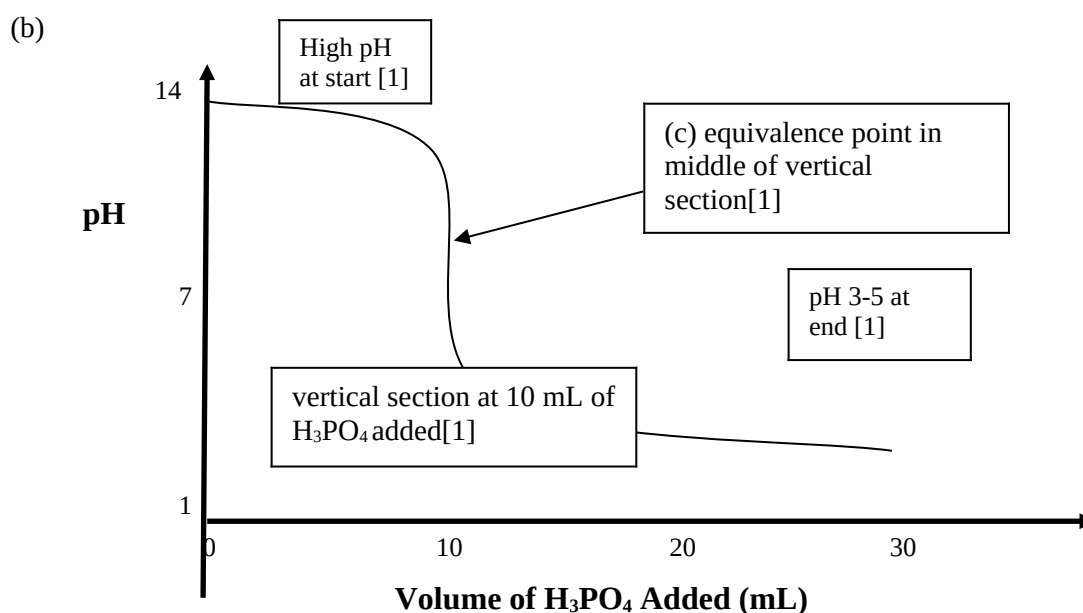 (b)
High pH
at start [1]
14
(c) equivalence point in
middle of vertical
section[1]
pH
7
pH 3-5 at
end [1]
vertical section at 10 mL of
H₃PO₄ added[1]
1
0
10
20
30
Volume of H₃PO₄ Added (mL)